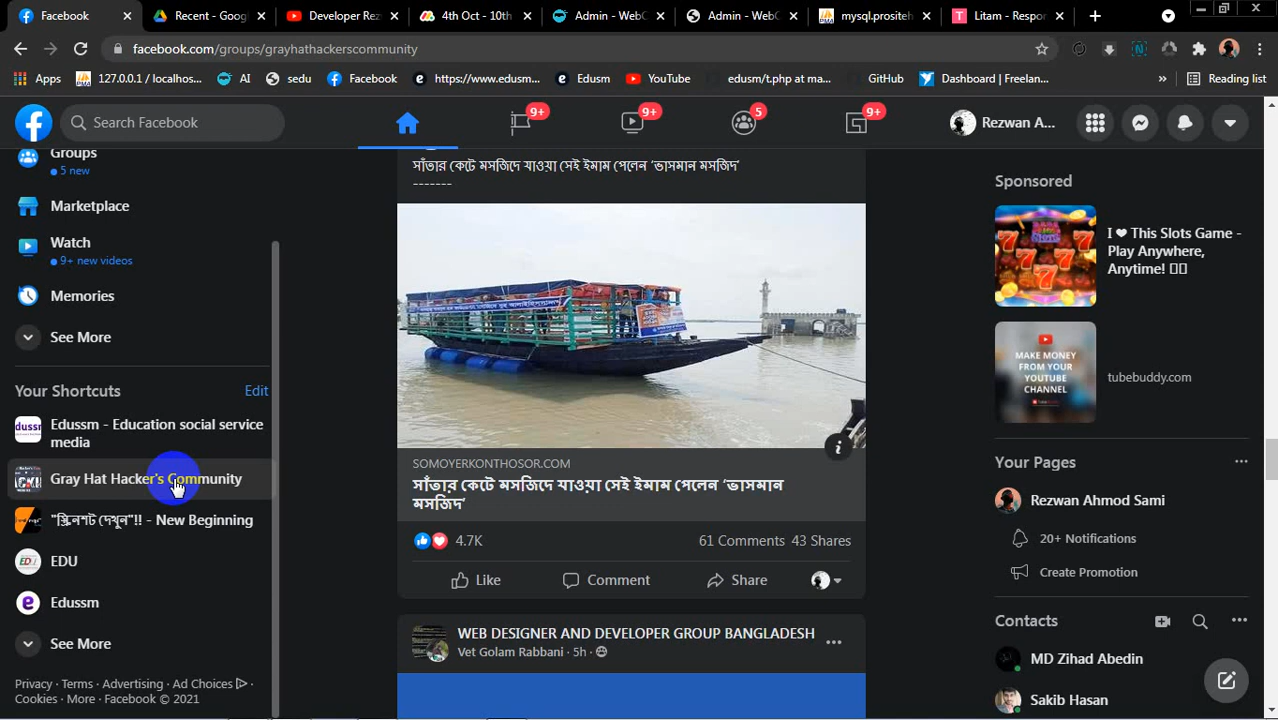 Facebook
Recent - Goog
Developer Rez
4th Oct - 10th
Admin - WebC
Admin - WebC
mysql.prositeh
Litam - Respor
facebook.com/groups/grayhathackerscommunity
Apps
127.0.0.1 / localhos...
AI
sedu
Facebook
https://www.edusm...
Edusm
YouTube
edusm/t.php at ma...
GitHub
Dashboard | Freelan...
»
Reading list
Search Facebook
9+
9+
5
9+
Rezwan A...
Groups
5 new
Marketplace
Watch
9+ new videos
Memories
See More
Your Shortcuts
Edit
Edussm - Education social service
media
Gray Hat Hacker's Community
"স্ক্রিনশট দেখুন"!! - New Beginning
EDU
Edussm
See More
Privacy · Terms · Advertising · Ad Choices ·
Cookies · More · Facebook © 2021
সাঁতার কেটে মসজিদে যাওয়া সেই ইমাম পেলেন ‘ভাসমান মসজিদ’
-------
SOMOYERKONTHOSOR.COM
সাঁতার কেটে মসজিদে যাওয়া সেই ইমাম পেলেন ‘ভাসমান
মসজিদ’
4.7K
61 Comments 43 Shares
Like
Comment
Share
WEB DESIGNER AND DEVELOPER GROUP BANGLADESH
Vet Golam Rabbani · 5h ·
Sponsored
I ❤ This Slots Game -
Play Anywhere,
Anytime!
MAKE MONEY
FROM YOUR
YOUTUBE
CHANNEL
tubebuddy.com
Your Pages
Rezwan Ahmod Sami
20+ Notifications
Create Promotion
Contacts
MD Zihad Abedin
Sakib Hasan